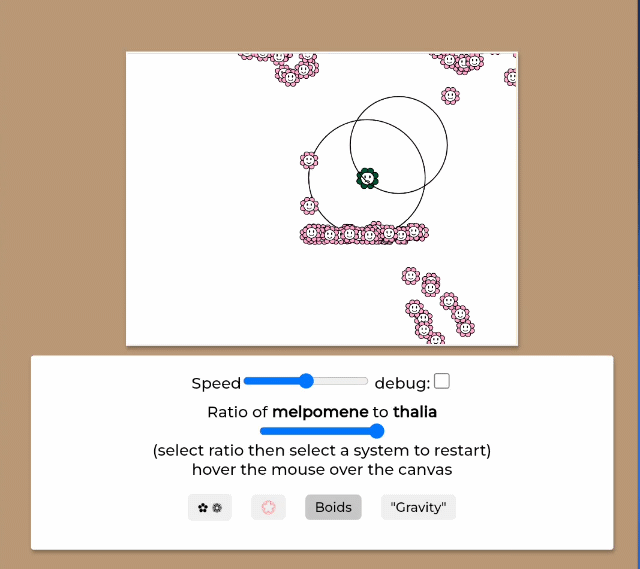 Speed debug:
Ratio of melpomene to thalia
(select ratio then select a system to restart)
hover the mouse over the canvas
Boids "Gravity"